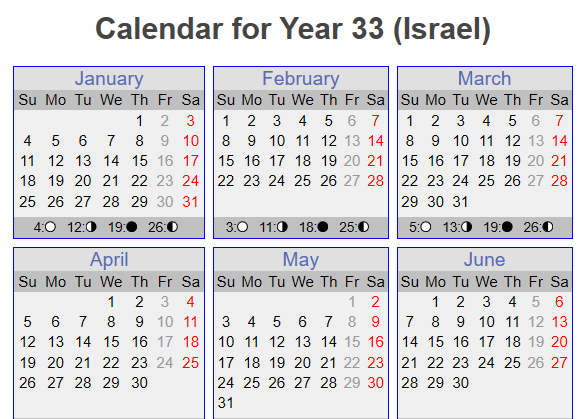 Calendar for Year 33 (Israel)
January
Su Mo Tu We Th Fr Sa
1 2 3
4 5 6 7 8 9 10
11 12 13 14 15 16 17
18 19 20 21 22 23 24
25 26 27 28 29 30 31
4: 12: 19: 26:
February
Su Mo Tu We Th Fr Sa
1 2 3 4 5 6 7
8 9 10 11 12 13 14
15 16 17 18 19 20 21
22 23 24 25 26 27 28
3: 11: 18: 25:
March
Su Mo Tu We Th Fr Sa
1 2 3 4 5 6 7
8 9 10 11 12 13 14
15 16 17 18 19 20 21
22 23 24 25 26 27 28
29 30 31
5: 13: 19: 26:
April
Su Mo Tu We Th Fr Sa
1 2 3 4
5 6 7 8 9 10 11
12 13 14 15 16 17 18
19 20 21 22 23 24 25
26 27 28 29 30
May
Su Mo Tu We Th Fr Sa
1 2
3 4 5 6 7 8 9
10 11 12 13 14 15 16
17 18 19 20 21 22 23
24 25 26 27 28 29 30
31
June
Su Mo Tu We Th Fr Sa
1 2 3 4 5 6
7 8 9 10 11 12 13
14 15 16 17 18 19 20
21 22 23 24 25 26 27
28 29 30